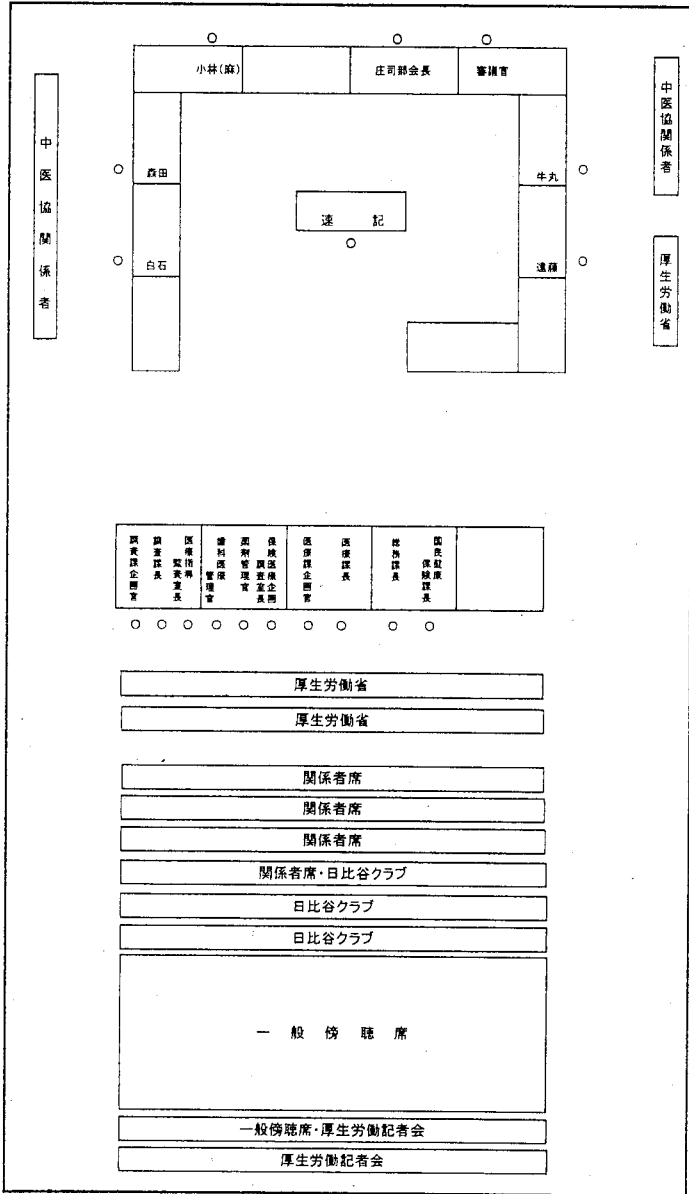 小林(麻)
庄司部会長
審議官
中医協関係者
中医協関係者
森田
牛丸
速 記
白石
遠藤
厚生労働省
調査課企画官
調査課長
医療指導
監査室長
歯科医療
管理官
薬剤管理官
保険医療企画
調査室長
医療課企画官
医療課長
総務課長
国民健康
保険課長
厚生労働省
厚生労働省
関係者席
関係者席
関係者席
関係者席・日比谷クラブ
日比谷クラブ
日比谷クラブ
一 般 傍 聴 席
一般傍聴席・厚生労働記者会
厚生労働記者会